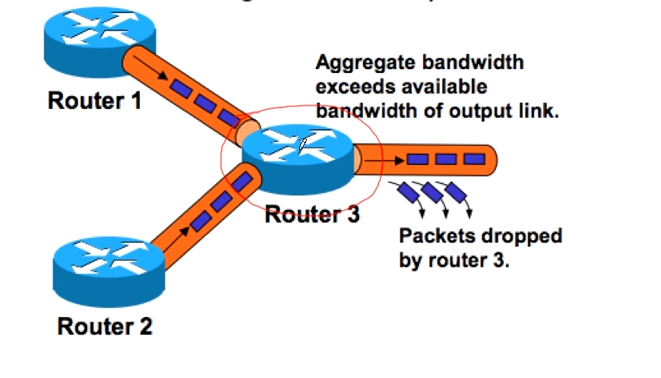 Aggregate bandwidth
exceeds available
bandwidth of output link.
Router 1
Router 3
Packets dropped
by router 3.
Router 2